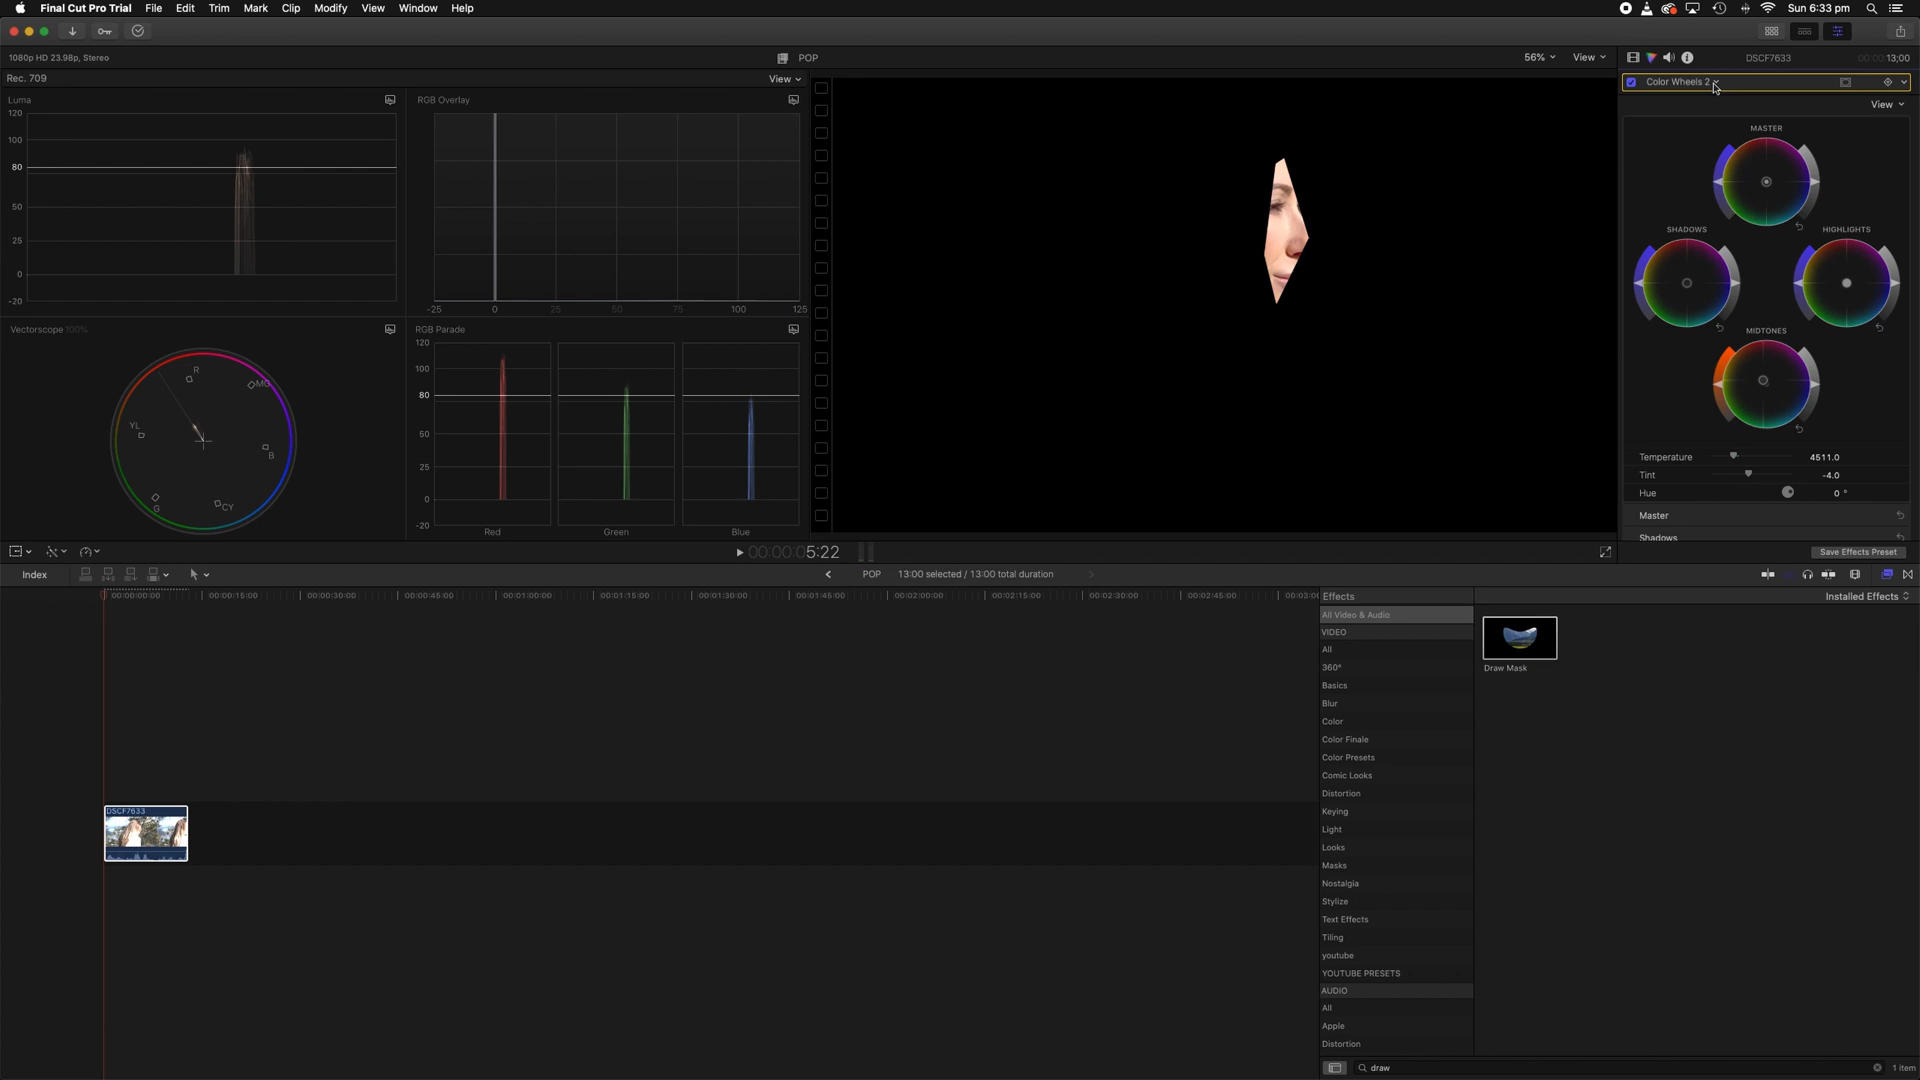 Final Cut Pro Trial File Edit Trim Mark Clip Modify View Window Help
Sun 6:33 pm
1080p HD 23.98p, Stereo
POP
56%
View
DSCF7633
13;00
Rec. 709
View
Color Wheels 2
View
Luma
120
100
80
50
25
0
-20
RGB Overlay
-25 0 25 50 75 100 125
MASTER
SHADOWS
HIGHLIGHTS
MIDTONES
Vectorscope 100%
R
MG
YL
B
G
CY
RGB Parade
120
100
80
50
25
0
-20
Red Green Blue
Temperature 4511.0
Tint -4.0
Hue 0 °
Master
Shadows
Save Effects Preset
00:00:05:22
Index
POP
13:00 selected / 13:00 total duration
00:00:00:00 00:00:15:00 00:00:30:00 00:00:45:00 00:01:00:00 00:01:15:00 00:01:30:00 00:01:45:00 00:02:00:00 00:02:15:00 00:02:30:00 00:02:45:00 00:03:0
DSCF7633
Effects
Installed Effects
All Video & Audio
VIDEO
All
360°
Basics
Blur
Color
Color Finale
Color Presets
Comic Looks
Distortion
Keying
Light
Looks
Masks
Nostalgia
Stylize
Text Effects
Tiling
youtube
YOUTUBE PRESETS
AUDIO
All
Apple
Distortion
Draw Mask
draw
1 item